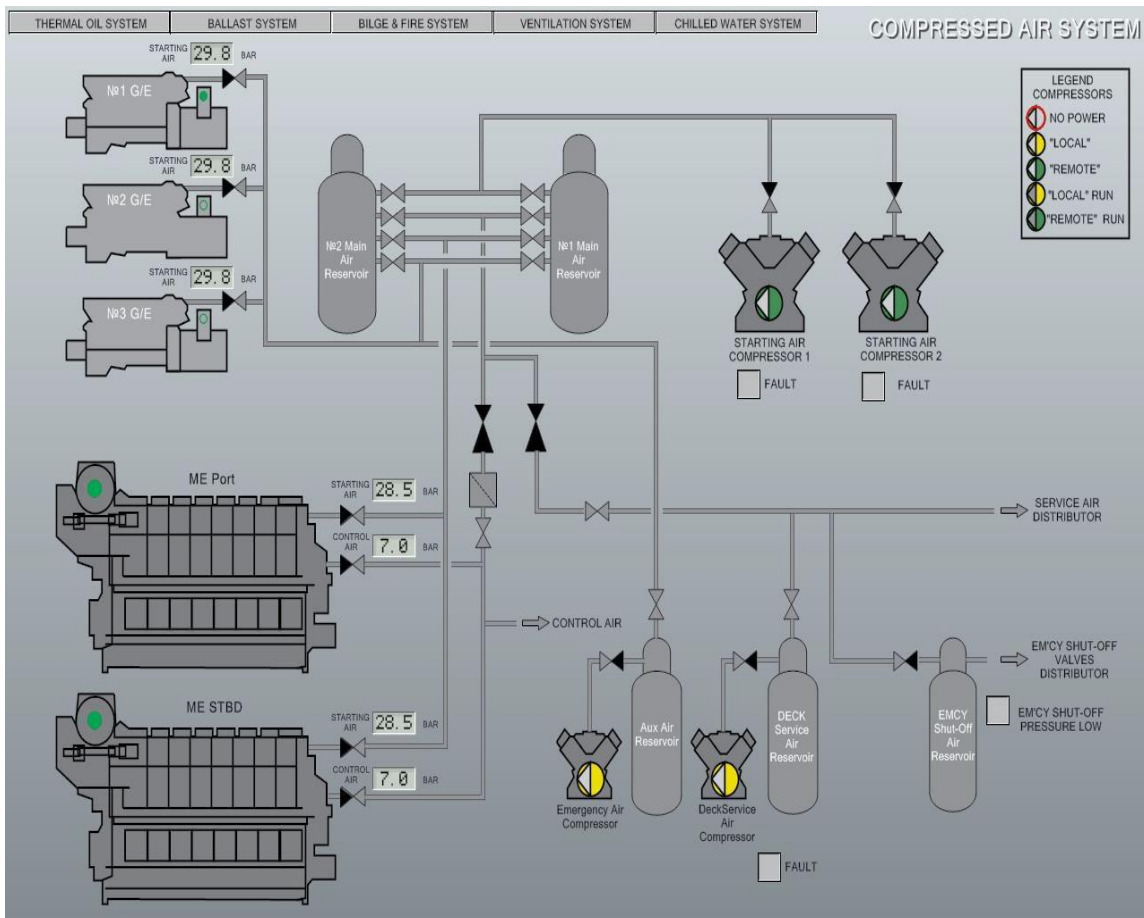 THERMAL OIL SYSTEM
BALLAST SYSTEM
BILGE & FIRE SYSTEM
VENTILATION SYSTEM
CHILLED WATER SYSTEM
COMPRESSED AIR SYSTEM
STARTING
AIR
29.8 BAR
№1 G/E
STARTING
AIR
29.8 BAR
№2 G/E
STARTING
AIR
29.8 BAR
№3 G/E
№2 Main
Air
Reservoir
№1 Main
Air
Reservoir
STARTING AIR
COMPRESSOR 1
FAULT
STARTING AIR
COMPRESSOR 2
FAULT
LEGEND
COMPRESSORS
NO POWER
"LOCAL"
"REMOTE"
"LOCAL" RUN
"REMOTE" RUN
ME Port
STARTING
AIR
28.5 BAR
CONTROL
AIR
7.0 BAR
SERVICE AIR
DISTRIBUTOR
CONTROL AIR
EM'CY SHUT-OFF
VALVES
DISTRIBUTOR
EM'CY SHUT-OFF
PRESSURE LOW
ME STBD
STARTING
AIR
28.5 BAR
CONTROL
AIR
7.0 BAR
Aux Air
Reservoir
DECK
Service
Air
Reservoir
EMCY
Shut-Off
Air
Reservoir
Emergency Air
Compressor
DeckService
Air
Compressor
FAULT